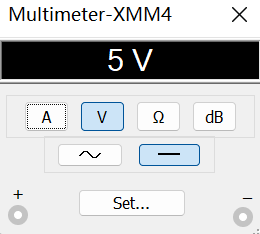 Multimeter-XMM4
5 V
A V Ω dB
+ Set... −